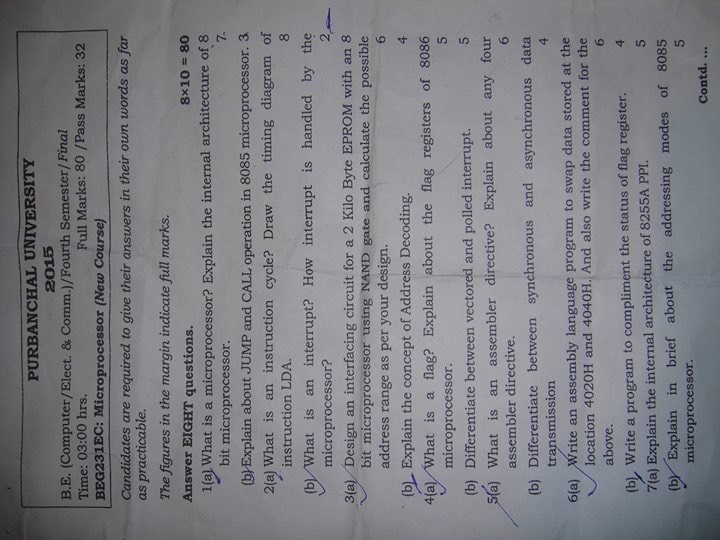 PURBANCHAL UNIVERSITY
2015
B.E. (Computer/Elect. & Comm.)/Fourth Semester/Final
Time: 03:00 hrs. Full Marks: 80 /Pass Marks: 32
BEG231EC: Microprocessor (New Course)
Candidates are required to give their answers in their own words as far
as practicable.
The figures in the margin indicate full marks.
Answer EIGHT questions. 8×10 = 80
1(a) What is a microprocessor? Explain the internal architecture of 8
bit microprocessor. 7
(b) Explain about JUMP and CALL operation in 8085 microprocessor. 3
2(a) What is an instruction cycle? Draw the timing diagram of
instruction LDA. 8
(b) What is an interrupt? How interrupt is handled by the
microprocessor? 2
3(a) Design an interfacing circuit for a 2 Kilo Byte EPROM with an 8
bit microprocessor using NAND gate and calculate the possible
address range as per your design. 6
(b) Explain the concept of Address Decoding. 4
4(a) What is a flag? Explain about the flag registers of 8086
microprocessor. 5
(b) Differentiate between vectored and polled interrupt. 5
5(a) What is an assembler directive? Explain about any four
assembler directive. 6
(b) Differentiate between synchronous and asynchronous data
transmission 4
6(a) Write an assembly language program to swap data stored at the
location 4020H and 4040H. And also write the comment for the
above. 6
(b) Write a program to compliment the status of flag register. 4
7(a) Explain the internal architecture of 8255A PPI. 5
(b) Explain in brief about the addressing modes of 8085
microprocessor. 5
Contd. ...